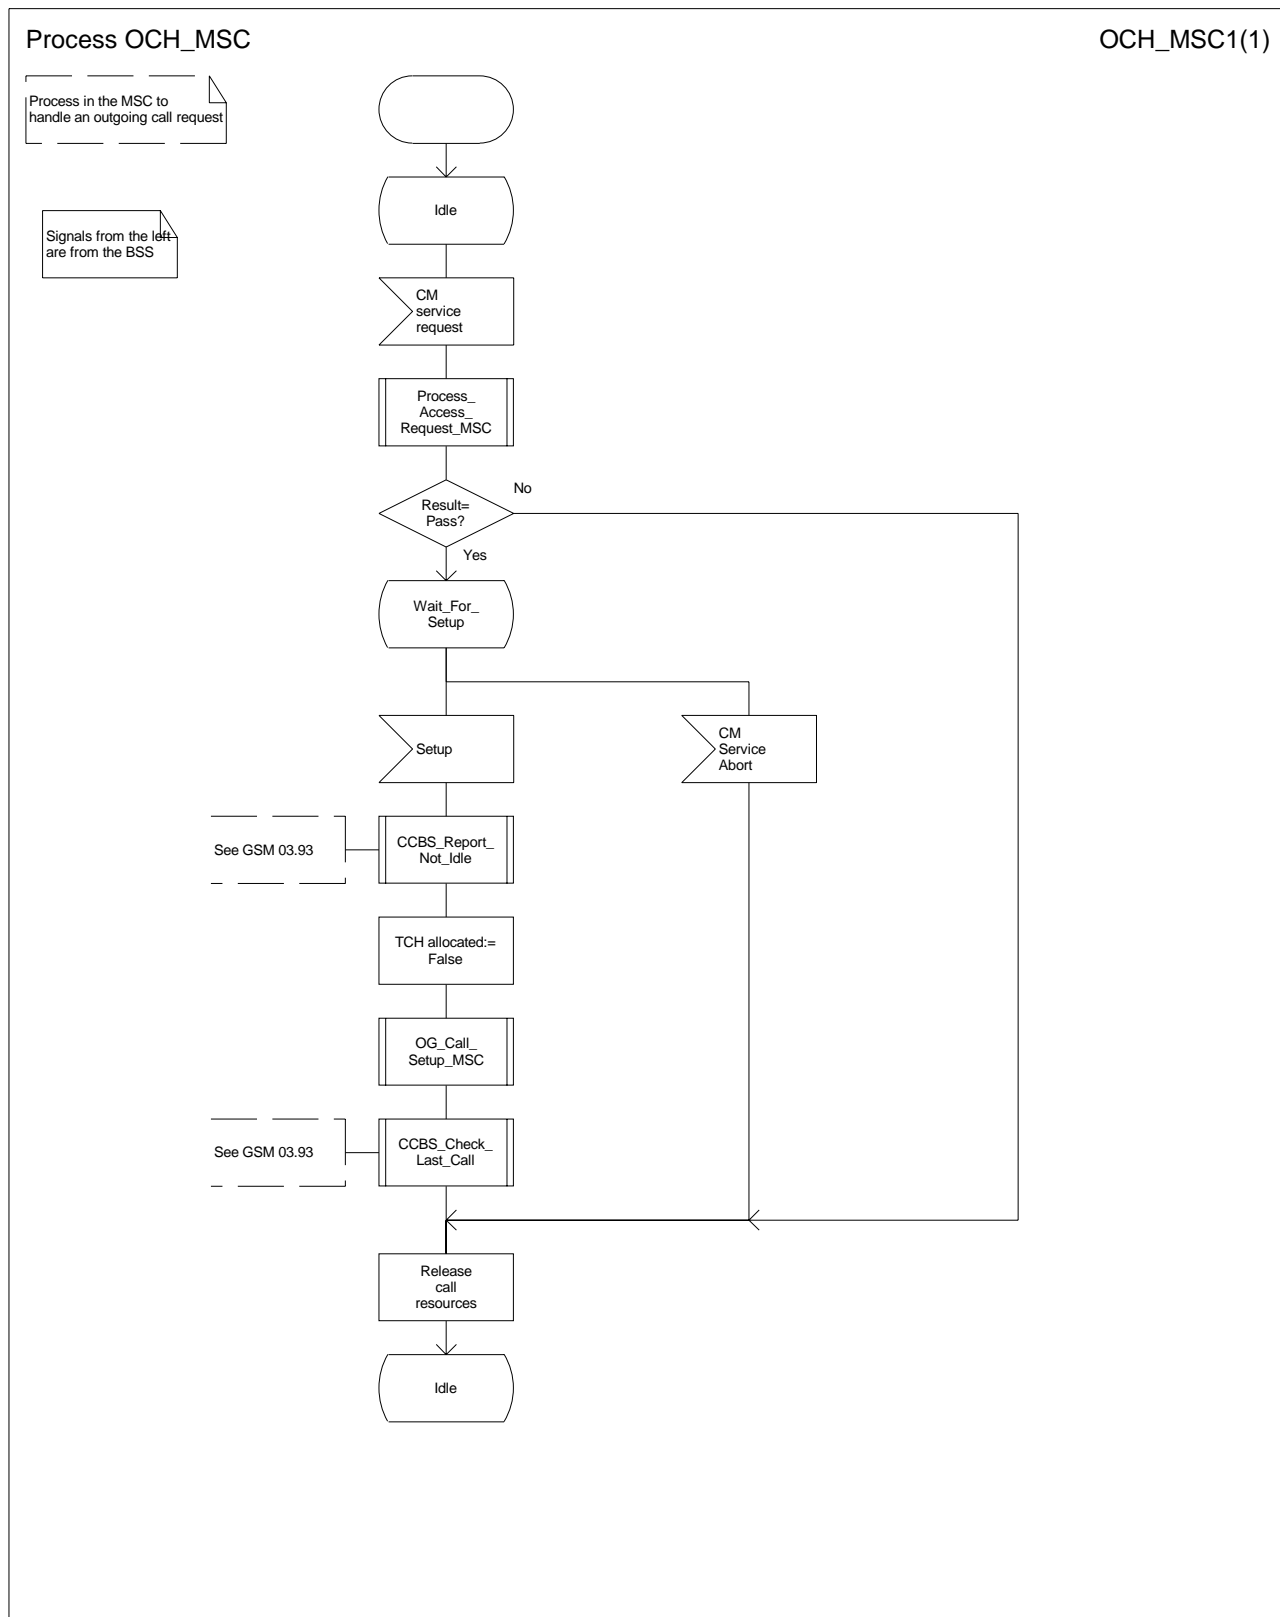 Process OCH_MSC
OCH_MSC1(1)
Process in the MSC to
handle an outgoing call request
Signals from the left
are from the BSS
Idle
CM
service
request
Process_
Access_
Request_MSC
Result=
Pass?
No
Yes
Wait_For_
Setup
Setup
CM
Service
Abort
See GSM 03.93
CCBS_Report_
Not_Idle
TCH allocated:=
False
OG_Call_
Setup_MSC
See GSM 03.93
CCBS_Check_
Last_Call
Release
call
resources
Idle